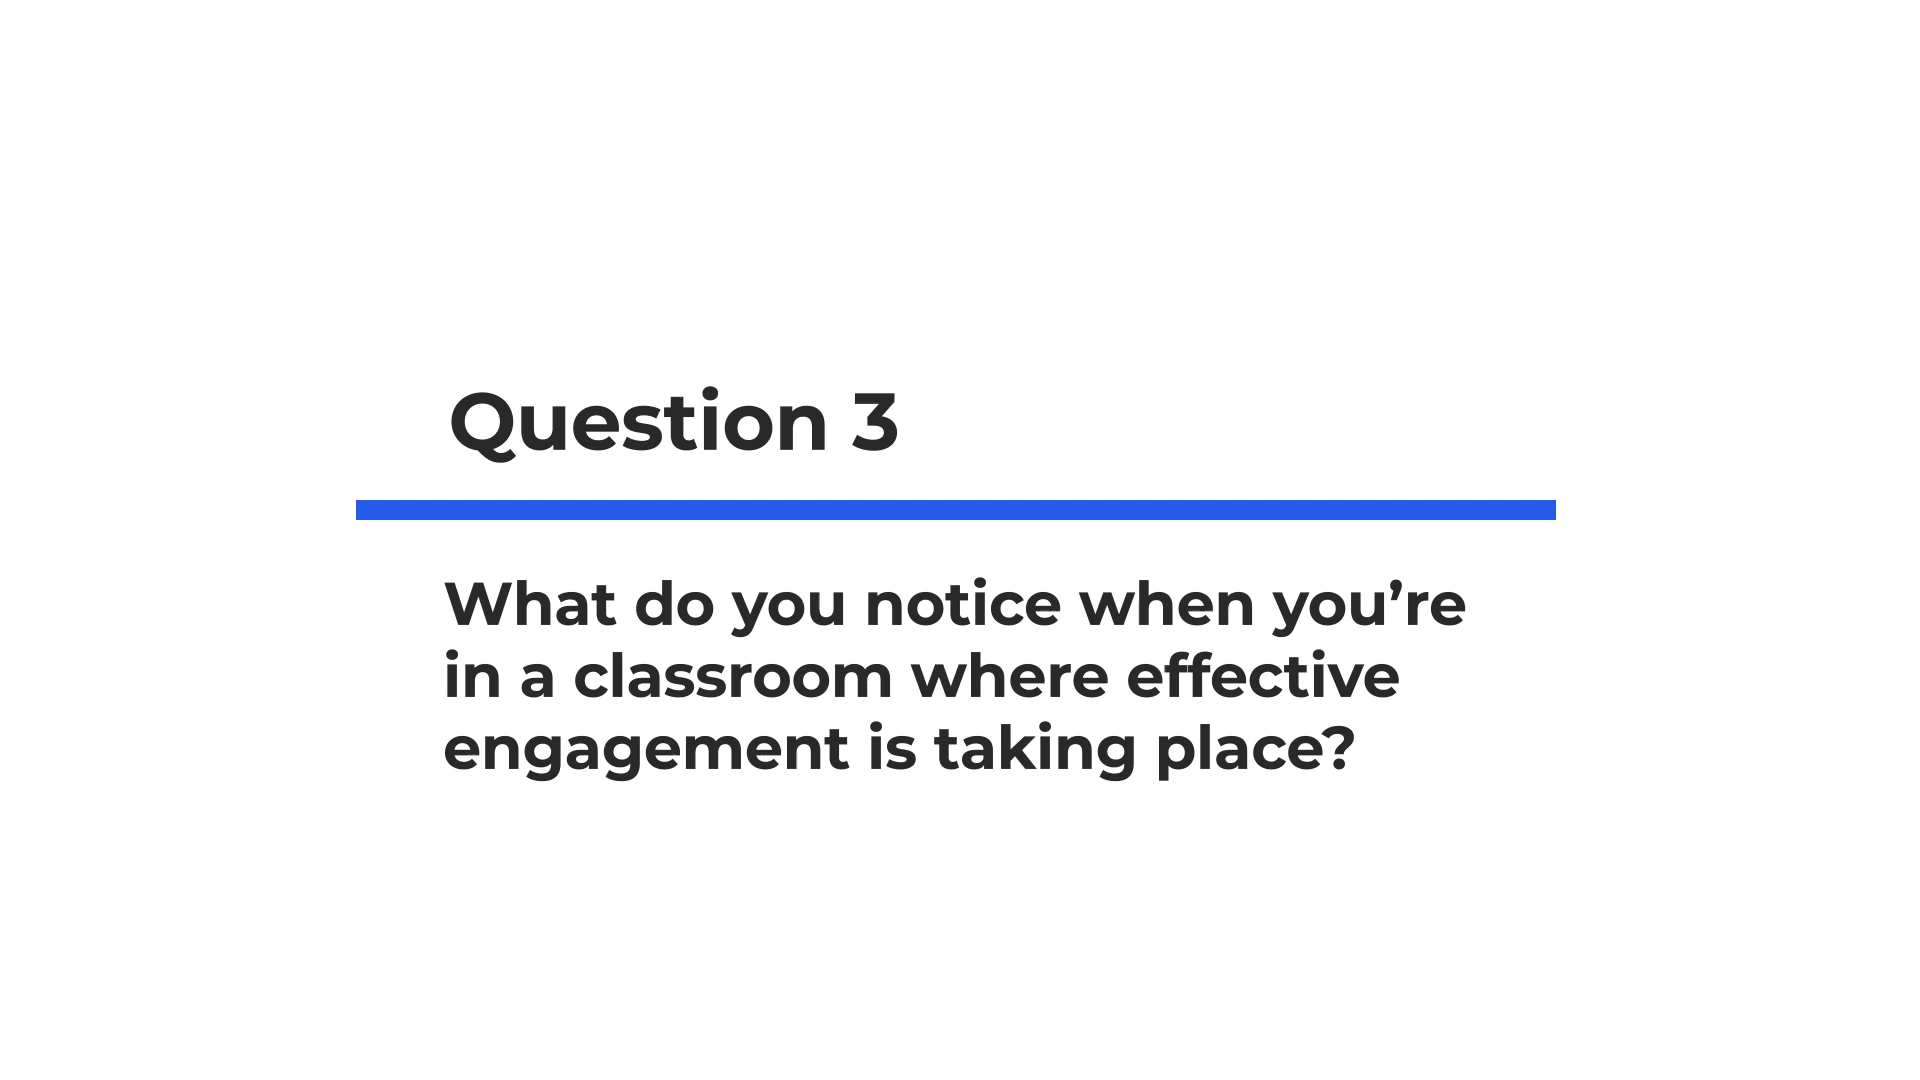 Question 3
What do you notice when you’re
in a classroom where effective
engagement is taking place?